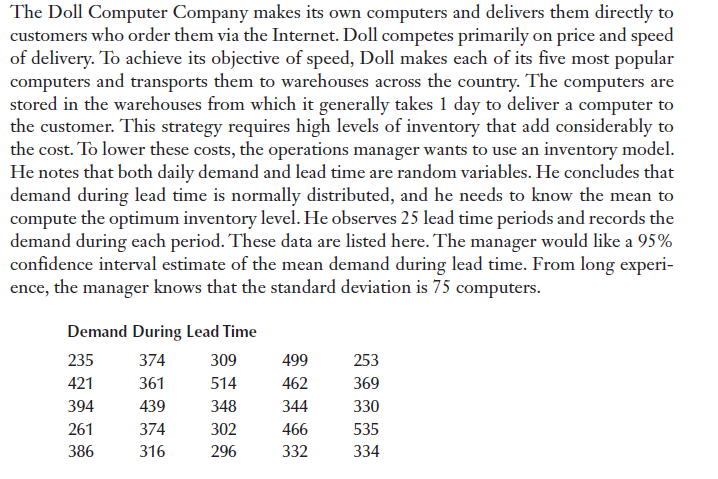 The Doll Computer Company makes its own computers and delivers them directly to
customers who order them via the Internet. Doll competes primarily on price and speed
of delivery. To achieve its objective of speed, Doll makes each of its five most popular
computers and transports them to warehouses across the country. The computers are
stored in the warehouses from which it generally takes 1 day to deliver a computer to
the customer. This strategy requires high levels of inventory that add considerably to
the cost. To lower these costs, the operations manager wants to use an inventory model.
He notes that both daily demand and lead time are random variables. He concludes that
demand during lead time is normally distributed, and he needs to know the mean to
compute the optimum inventory level. He observes 25 lead time periods and records the
demand during each period. These data are listed here. The manager would like a 95%
confidence interval estimate of the mean demand during lead time. From long experi-
ence, the manager knows that the standard deviation is 75 computers.
Demand During Lead Time
235 374 309 499 253
421 361 514 462 369
394 439 348 344 330
261 374 302 466 535
386 316 296 332 334